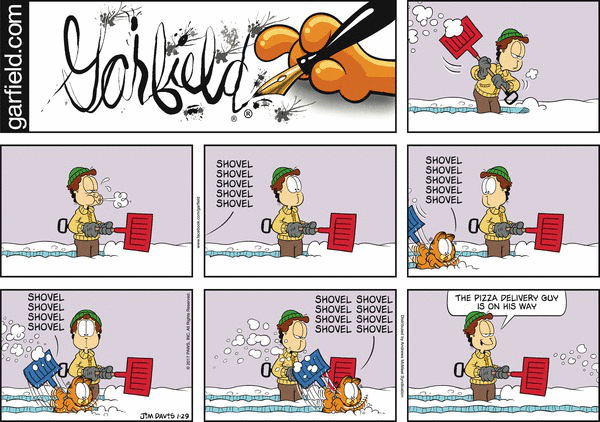 garfield.com
Garfield
® ®
www.facebook.com/garfield
SHOVEL
SHOVEL
SHOVEL
SHOVEL
SHOVEL
SHOVEL
SHOVEL
SHOVEL
SHOVEL
SHOVEL
SHOVEL
SHOVEL
SHOVEL
SHOVEL
© 2017 PAWS, INC. All Rights Reserved.
JIM DAVIS 1-29
SHOVEL SHOVEL
SHOVEL SHOVEL
SHOVEL SHOVEL
SHOVEL SHOVEL
Distributed by Andrews McMeel Syndication
THE PIZZA DELIVERY GUY
IS ON HIS WAY